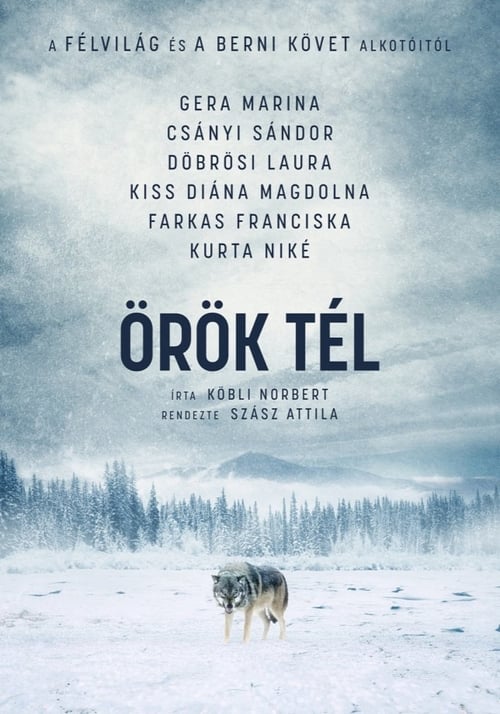 A FÉLVILÁG ÉS A BERNI KÖVET ALKOTÓITÓL
GERA MARINA
CSÁNYI SÁNDOR
DÖBRÖSI LAURA
KISS DIÁNA MAGDOLNA
FARKAS FRANCISKA
KURTA NIKÉ
ÖRÖK TÉL
ÍRTA KÖBLI NORBERT
RENDEZTE SZÁSZ ATTILA